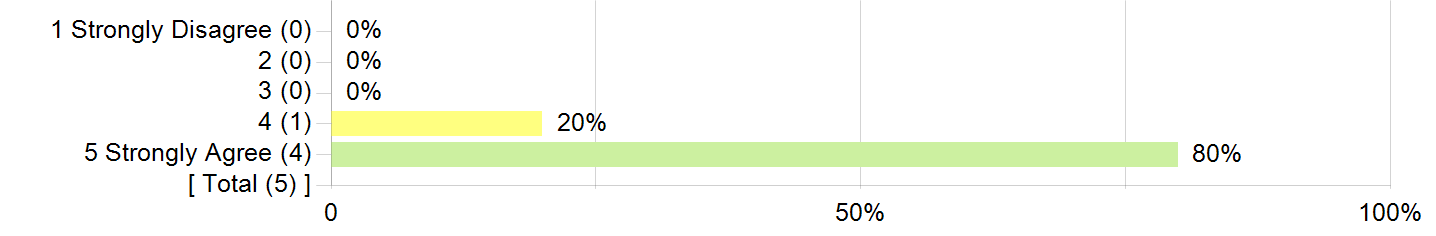 1 Strongly Disagree (0) 0%
2 (0) 0%
3 (0) 0%
4 (1) 20%
5 Strongly Agree (4) 80%
[ Total (5) ]
0 50% 100%